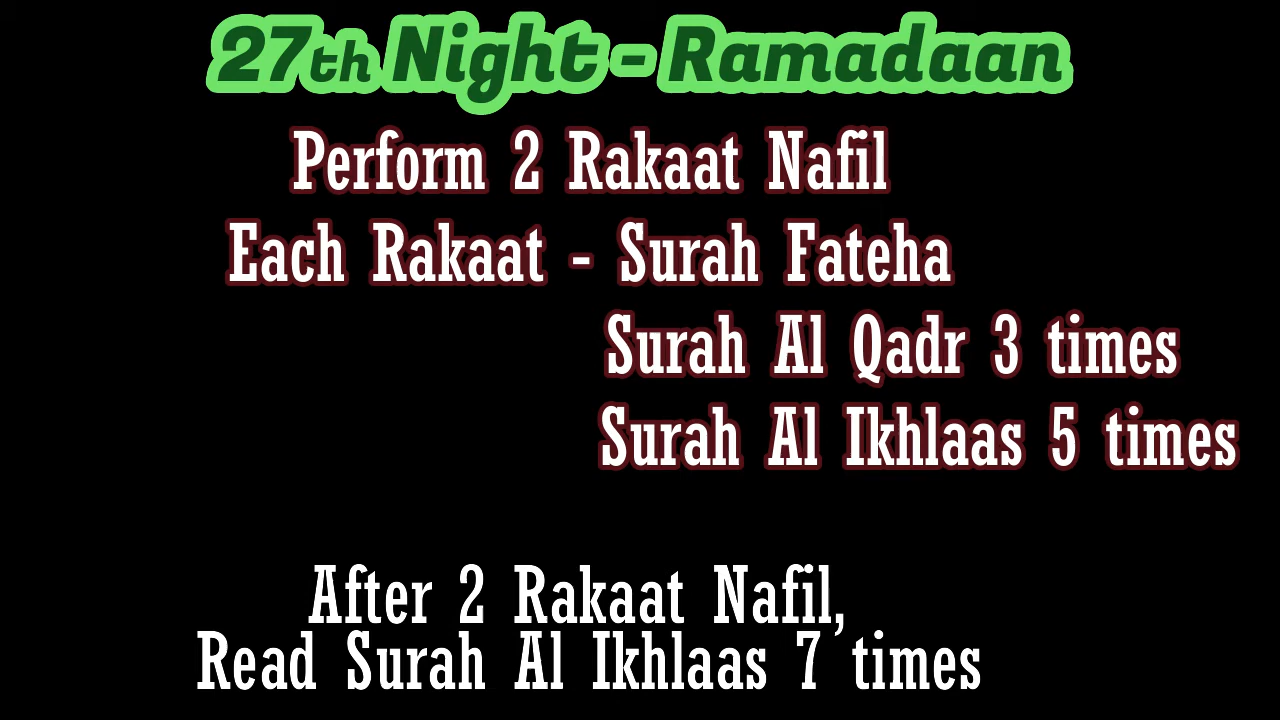 27th Night - Ramadaan
Perform 2 Rakaat Nafil
Each Rakaat - Surah Fateha
Surah Al Qadr 3 times
Surah Al Ikhlaas 5 times
After 2 Rakaat Nafil,
Read Surah Al Ikhlaas 7 times